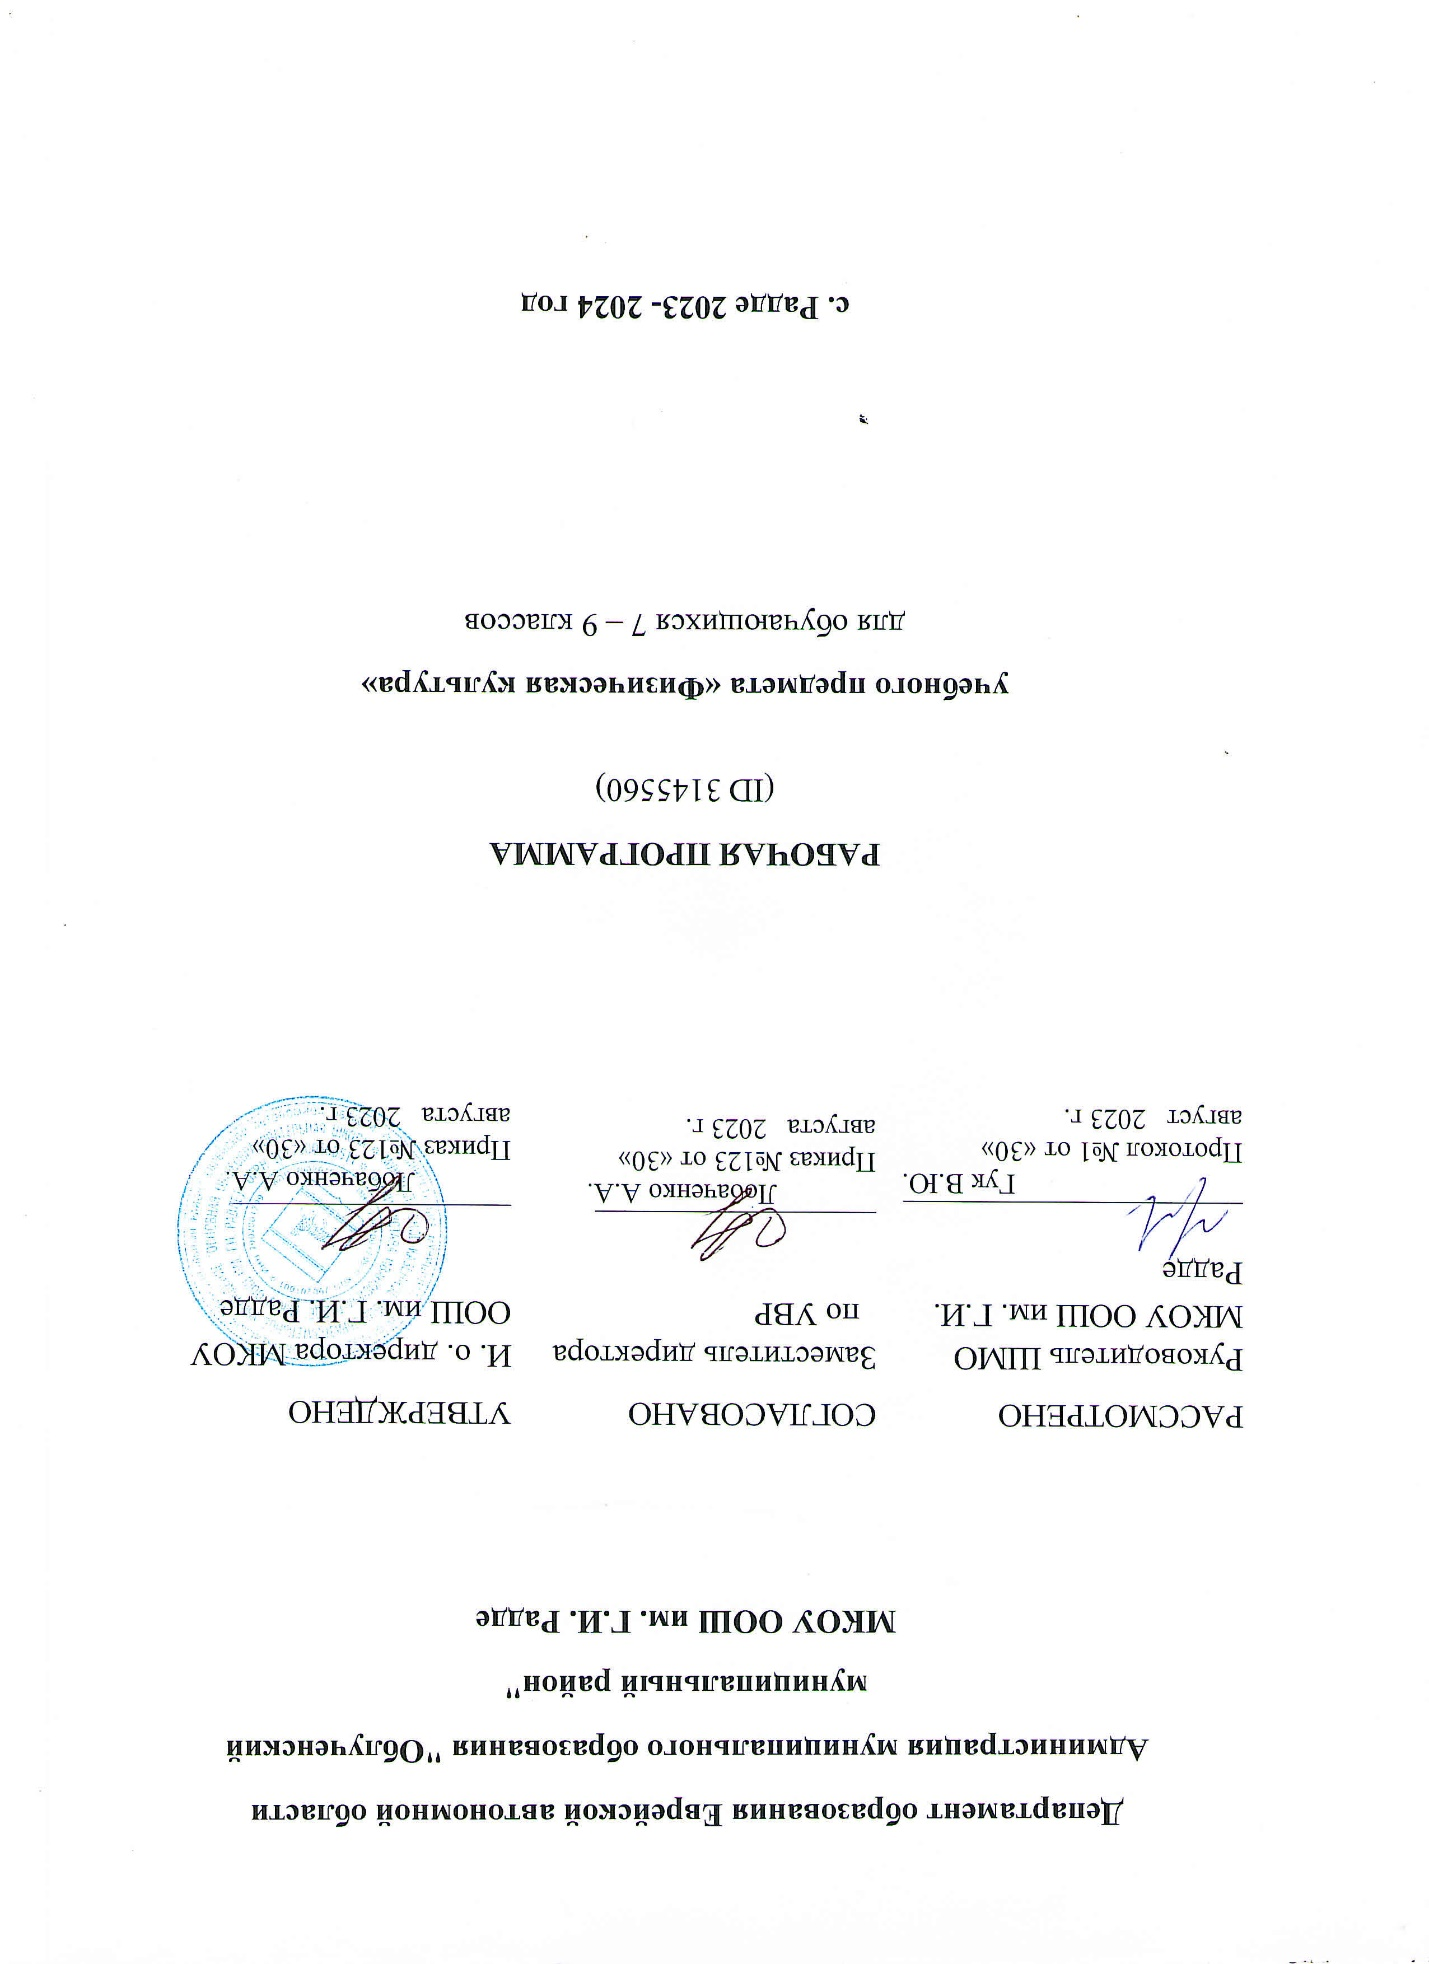 Департамент образования Еврейской автономной области
Администрация муниципального образования "Облученский
муниципальный район"
МКОУ ООШ им. Г.И. Радде
РАССМОТРЕНО
Руководитель ШМО
МКОУ ООШ им. Г.И.
Радде
Гук В.Ю.
Протокол №1 от «30»
август 2023 г.
СОГЛАСОВАНО
Заместитель директора
по УВР
Лобаченко А.А.
Приказ №123 от «30»
августа 2023 г.
УТВЕРЖДЕНО
И. о. директора МКОУ
ООШ им. Г.И. Радде
Лобаченко А.А.
Приказ №123 от «30»
августа 2023 г.
РАБОЧАЯ ПРОГРАММА
(ID 3145560)
учебного предмета «Физическая культура»
для обучающихся 7 – 9 классов
с. Радде 2023- 2024 год